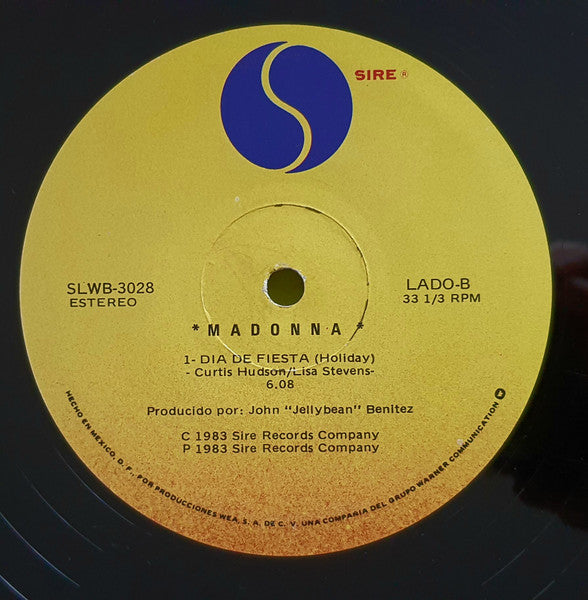 SIRE ®
SLWB-3028
ESTEREO
LADO-B
33 1/3 RPM
*MADONNA*
1- DIA DE FIESTA (Holiday)
- Curtis Hudson/Lisa Stevens-
6.08
Producido por: John "Jellybean" Benitez
C 1983 Sire Records Company
P 1983 Sire Records Company
HECHO EN MEXICO, D. F., POR PRODUCCIONES WEA, S. A. DE C. V. UNA COMPAÑIA DEL GRUPO WARNER COMMUNICATION